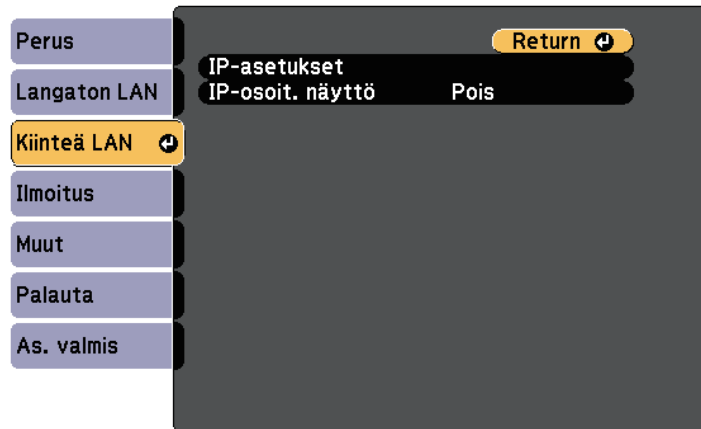 Perus
Langaton LAN
Kiinteä LAN
Ilmoitus
Muut
Palauta
As. valmis
Return
IP-asetukset
IP-osoit. näyttö Pois